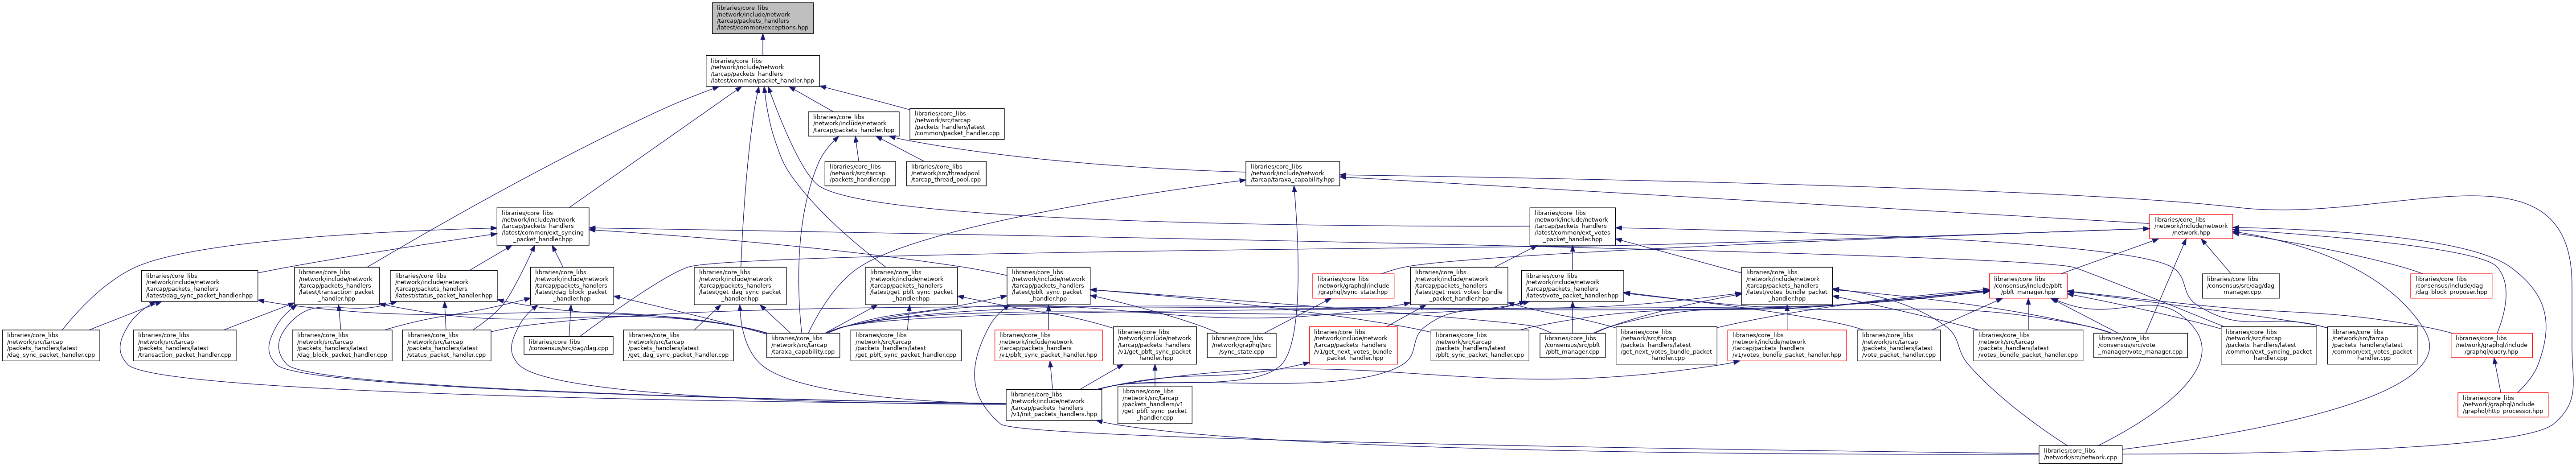 libraries/core_libs
/network/include/network
/tarcap/packets_handlers
/latest/common/exceptions.hpp
libraries/core_libs
/network/include/network
/tarcap/packets_handlers
/latest/common/packet_handler.hpp
libraries/core_libs
/network/include/network
/tarcap/packets_handler.hpp
libraries/core_libs
/network/src/tarcap
/packets_handlers/latest
/common/packet_handler.cpp
libraries/core_libs
/network/src/tarcap
/packets_handler.cpp
libraries/core_libs
/network/src/threadpool
/tarcap_thread_pool.cpp
libraries/core_libs
/network/include/network
/tarcap/taraxa_capability.hpp
libraries/core_libs
/network/include/network
/tarcap/packets_handlers
/latest/common/ext_syncing
_packet_handler.hpp
libraries/core_libs
/network/include/network
/tarcap/packets_handlers
/latest/common/ext_votes
_packet_handler.hpp
libraries/core_libs
/network/include/network
/network.hpp
libraries/core_libs
/network/include/network
/tarcap/packets_handlers
/latest/dag_sync_packet_handler.hpp
libraries/core_libs
/network/include/network
/tarcap/packets_handlers
/latest/transaction_packet
_handler.hpp
libraries/core_libs
/network/include/network
/tarcap/packets_handlers
/latest/status_packet_handler.hpp
libraries/core_libs
/network/include/network
/tarcap/packets_handlers
/latest/dag_block_packet
_handler.hpp
libraries/core_libs
/network/include/network
/tarcap/packets_handlers
/latest/get_dag_sync_packet
_handler.hpp
libraries/core_libs
/network/include/network
/tarcap/packets_handlers
/latest/get_pbft_sync_packet
_handler.hpp
libraries/core_libs
/network/include/network
/tarcap/packets_handlers
/latest/pbft_sync_packet
_handler.hpp
libraries/core_libs
/network/graphql/include
/graphql/sync_state.hpp
libraries/core_libs
/network/include/network
/tarcap/packets_handlers
/latest/get_next_votes_bundle
_packet_handler.hpp
libraries/core_libs
/network/include/network
/tarcap/packets_handlers
/latest/vote_packet_handler.hpp
libraries/core_libs
/network/include/network
/tarcap/packets_handlers
/latest/votes_bundle_packet
_handler.hpp
libraries/core_libs
/consensus/include/pbft
/pbft_manager.hpp
libraries/core_libs
/consensus/src/dag/dag
_manager.cpp
libraries/core_libs
/consensus/include/dag
/dag_block_proposer.hpp
libraries/core_libs
/network/src/tarcap
/packets_handlers/latest
/dag_sync_packet_handler.cpp
libraries/core_libs
/network/src/tarcap
/packets_handlers/latest
/transaction_packet_handler.cpp
libraries/core_libs
/network/src/tarcap
/packets_handlers/latest
/dag_block_packet_handler.cpp
libraries/core_libs
/network/src/tarcap
/packets_handlers/latest
/status_packet_handler.cpp
libraries/core_libs
/consensus/src/dag/dag.cpp
libraries/core_libs
/network/src/tarcap
/packets_handlers/latest
/get_dag_sync_packet_handler.cpp
libraries/core_libs
/network/src/tarcap
/taraxa_capability.cpp
libraries/core_libs
/network/src/tarcap
/packets_handlers/latest
/get_pbft_sync_packet_handler.cpp
libraries/core_libs
/network/include/network
/tarcap/packets_handlers
/v1/pbft_sync_packet_handler.hpp
libraries/core_libs
/network/include/network
/tarcap/packets_handlers
/v1/get_pbft_sync_packet
_handler.hpp
libraries/core_libs
/network/graphql/src
/sync_state.cpp
libraries/core_libs
/network/include/network
/tarcap/packets_handlers
/v1/get_next_votes_bundle
_packet_handler.hpp
libraries/core_libs
/network/src/tarcap
/packets_handlers/latest
/pbft_sync_packet_handler.cpp
libraries/core_libs
/consensus/src/pbft
/pbft_manager.cpp
libraries/core_libs
/network/src/tarcap
/packets_handlers/latest
/get_next_votes_bundle_packet
_handler.cpp
libraries/core_libs
/network/include/network
/tarcap/packets_handlers
/v1/votes_bundle_packet_handler.hpp
libraries/core_libs
/network/src/tarcap
/packets_handlers/latest
/vote_packet_handler.cpp
libraries/core_libs
/network/src/tarcap
/packets_handlers/latest
/votes_bundle_packet_handler.cpp
libraries/core_libs
/consensus/src/vote
_manager/vote_manager.cpp
libraries/core_libs
/network/src/tarcap
/packets_handlers/latest
/common/ext_syncing_packet
_handler.cpp
libraries/core_libs
/network/src/tarcap
/packets_handlers/latest
/common/ext_votes_packet
_handler.cpp
libraries/core_libs
/network/graphql/include
/graphql/query.hpp
libraries/core_libs
/network/include/network
/tarcap/packets_handlers
/v1/init_packets_handlers.hpp
libraries/core_libs
/network/src/tarcap
/packets_handlers/v1
/get_pbft_sync_packet
_handler.cpp
libraries/core_libs
/network/graphql/include
/graphql/http_processor.hpp
libraries/core_libs
/network/src/network.cpp